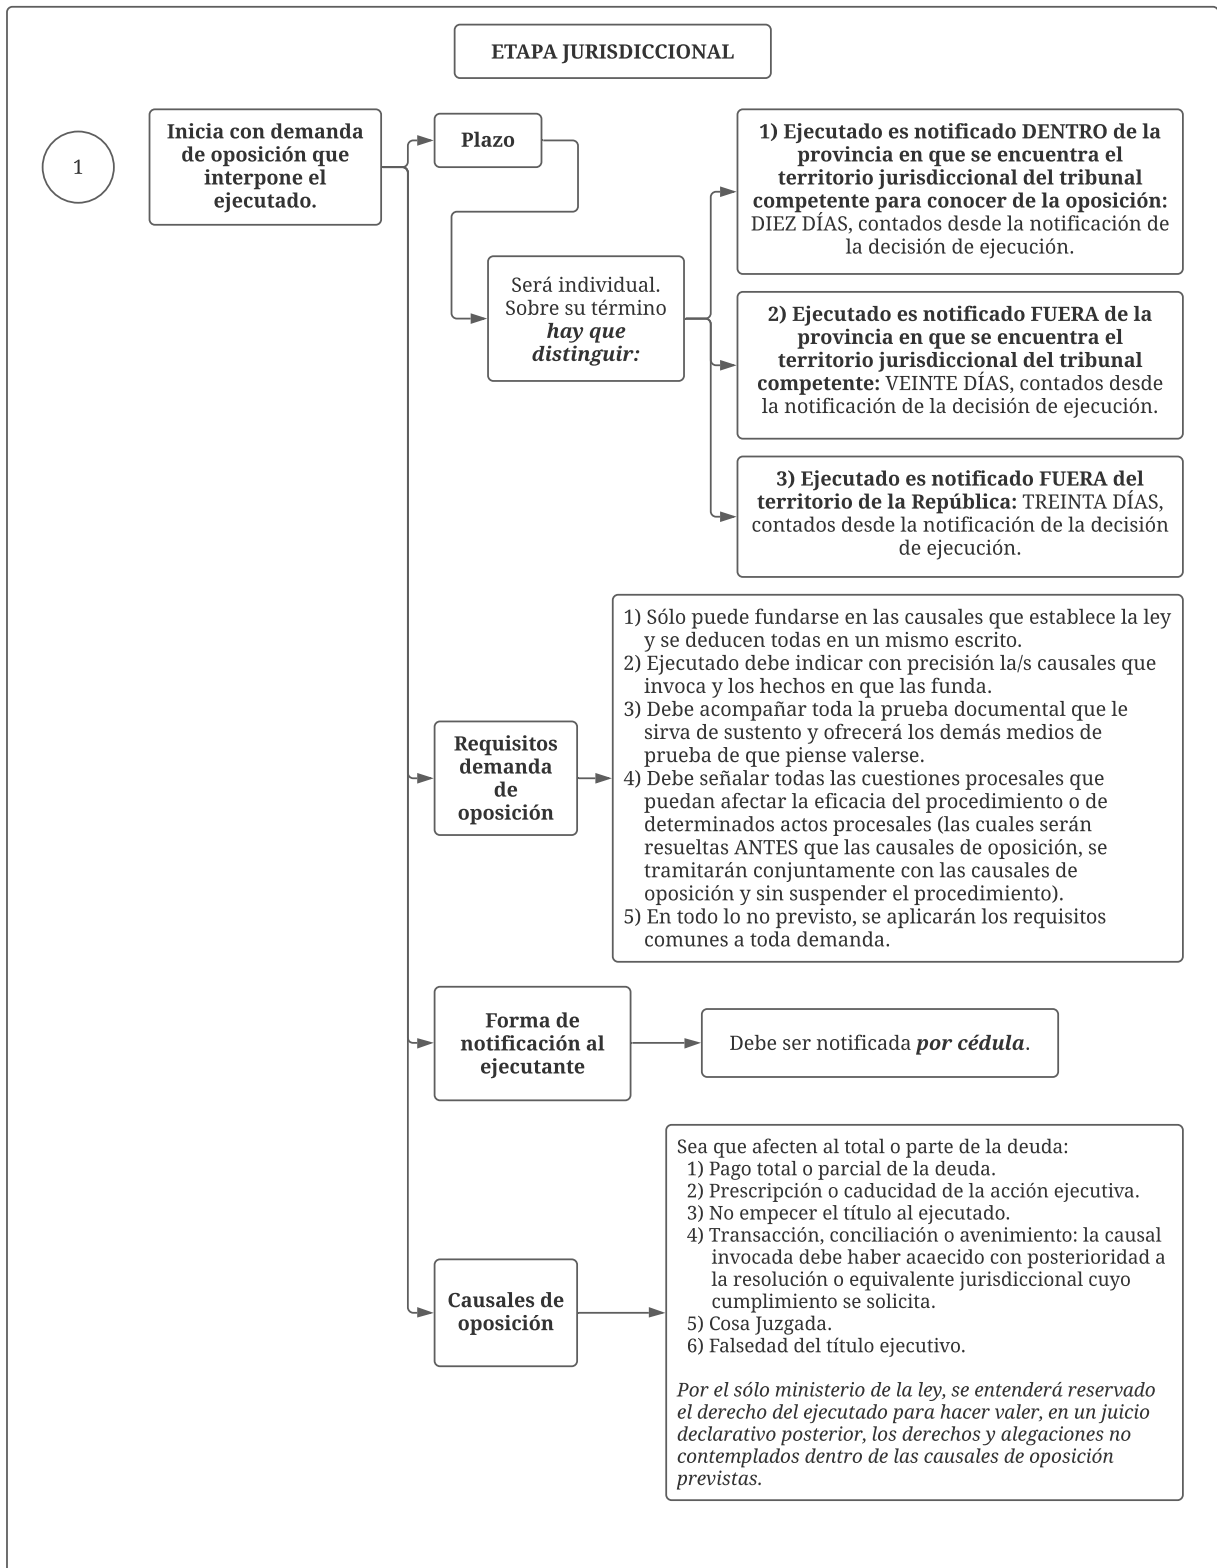 ETAPA JURISDICCIONAL
1
Inicia con demanda
de oposición que
interpone el
ejecutado.
Plazo
Será individual.
Sobre su término
hay que
distinguir:
1) Ejecutado es notificado DENTRO de la
provincia en que se encuentra el
territorio jurisdiccional del tribunal
competente para conocer de la oposición:
DIEZ DÍAS, contados desde la notificación de
la decisión de ejecución.
2) Ejecutado es notificado FUERA de la
provincia en que se encuentra el
territorio jurisdiccional del tribunal
competente: VEINTE DÍAS, contados desde
la notificación de la decisión de ejecución.
3) Ejecutado es notificado FUERA del
territorio de la República: TREINTA DÍAS,
contados desde la notificación de la decisión
de ejecución.
Requisitos
demanda
de
oposición
1) Sólo puede fundarse en las causales que establece la ley
y se deducen todas en un mismo escrito.
2) Ejecutado debe indicar con precisión la/s causales que
invoca y los hechos en que las funda.
3) Debe acompañar toda la prueba documental que le
sirva de sustento y ofrecerá los demás medios de
prueba de que piense valerse.
4) Debe señalar todas las cuestiones procesales que
puedan afectar la eficacia del procedimiento o de
determinados actos procesales (las cuales serán
resueltas ANTES que las causales de oposición, se
tramitarán conjuntamente con las causales de
oposición y sin suspender el procedimiento).
5) En todo lo no previsto, se aplicarán los requisitos
comunes a toda demanda.
Forma de
notificación al
ejecutante
Debe ser notificada por cédula.
Causales de
oposición
Sea que afecten al total o parte de la deuda:
1) Pago total o parcial de la deuda.
2) Prescripción o caducidad de la acción ejecutiva.
3) No empecer el título al ejecutado.
4) Transacción, conciliación o avenimiento: la causal
invocada debe haber acaecido con posterioridad a
la resolución o equivalente jurisdiccional cuyo
cumplimiento se solicita.
5) Cosa Juzgada.
6) Falsedad del título ejecutivo.
Por el sólo ministerio de la ley, se entenderá reservado
el derecho del ejecutado para hacer valer, en un juicio
declarativo posterior, los derechos y alegaciones no
contemplados dentro de las causales de oposición
previstas.